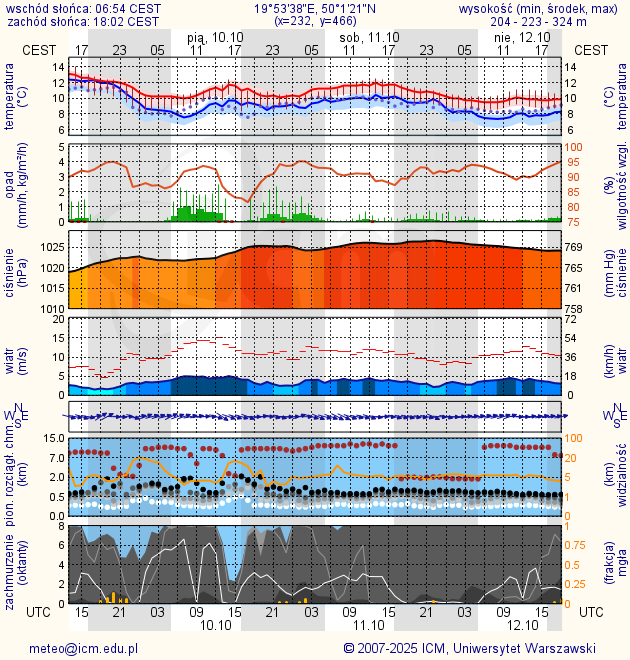 wschód słońca: 06:54 CEST 19°53'38"E, 50°1'21"N wysokość (min, środek, max)
zachód słońca: 18:02 CEST (x=232, y=466) 204 - 223 - 324 m
pią, 10.10 sob, 11.10 nie, 12.10
CEST 17 23 05 11 17 23 05 11 17 23 05 11 17 CEST
temperatura (°C)
14 12 10 8 6
14 12 10 8 6
(°C) temperatura
opad (mm/h, kg/m²/h)
5 4 3 2 1 0
100 95 90 85 80 75
(%) wilgotność wzgl.
ciśnienie (hPa)
1025 1020 1015 1010
769 765 761 758
(mm Hg) ciśnienie
wiatr (m/s)
20 15 10 5 0
72 54 36 18 0
(km/h) wiatr
N W E S
N W E S
pion. rozciągł. chm. (km)
15.0 7.0 2.0 0.5 0.0
100 20 5 1 0
(km) widzialność
zachmurzenie (oktanty)
8 6 4 2 0
1 0.75 0.5 0.25 0
(frakcja) mgła
UTC 15 21 03 09 15 21 03 09 15 21 03 09 15 UTC
10.10 11.10 12.10
meteo@icm.edu.pl © 2007-2025 ICM, Uniwersytet Warszawski